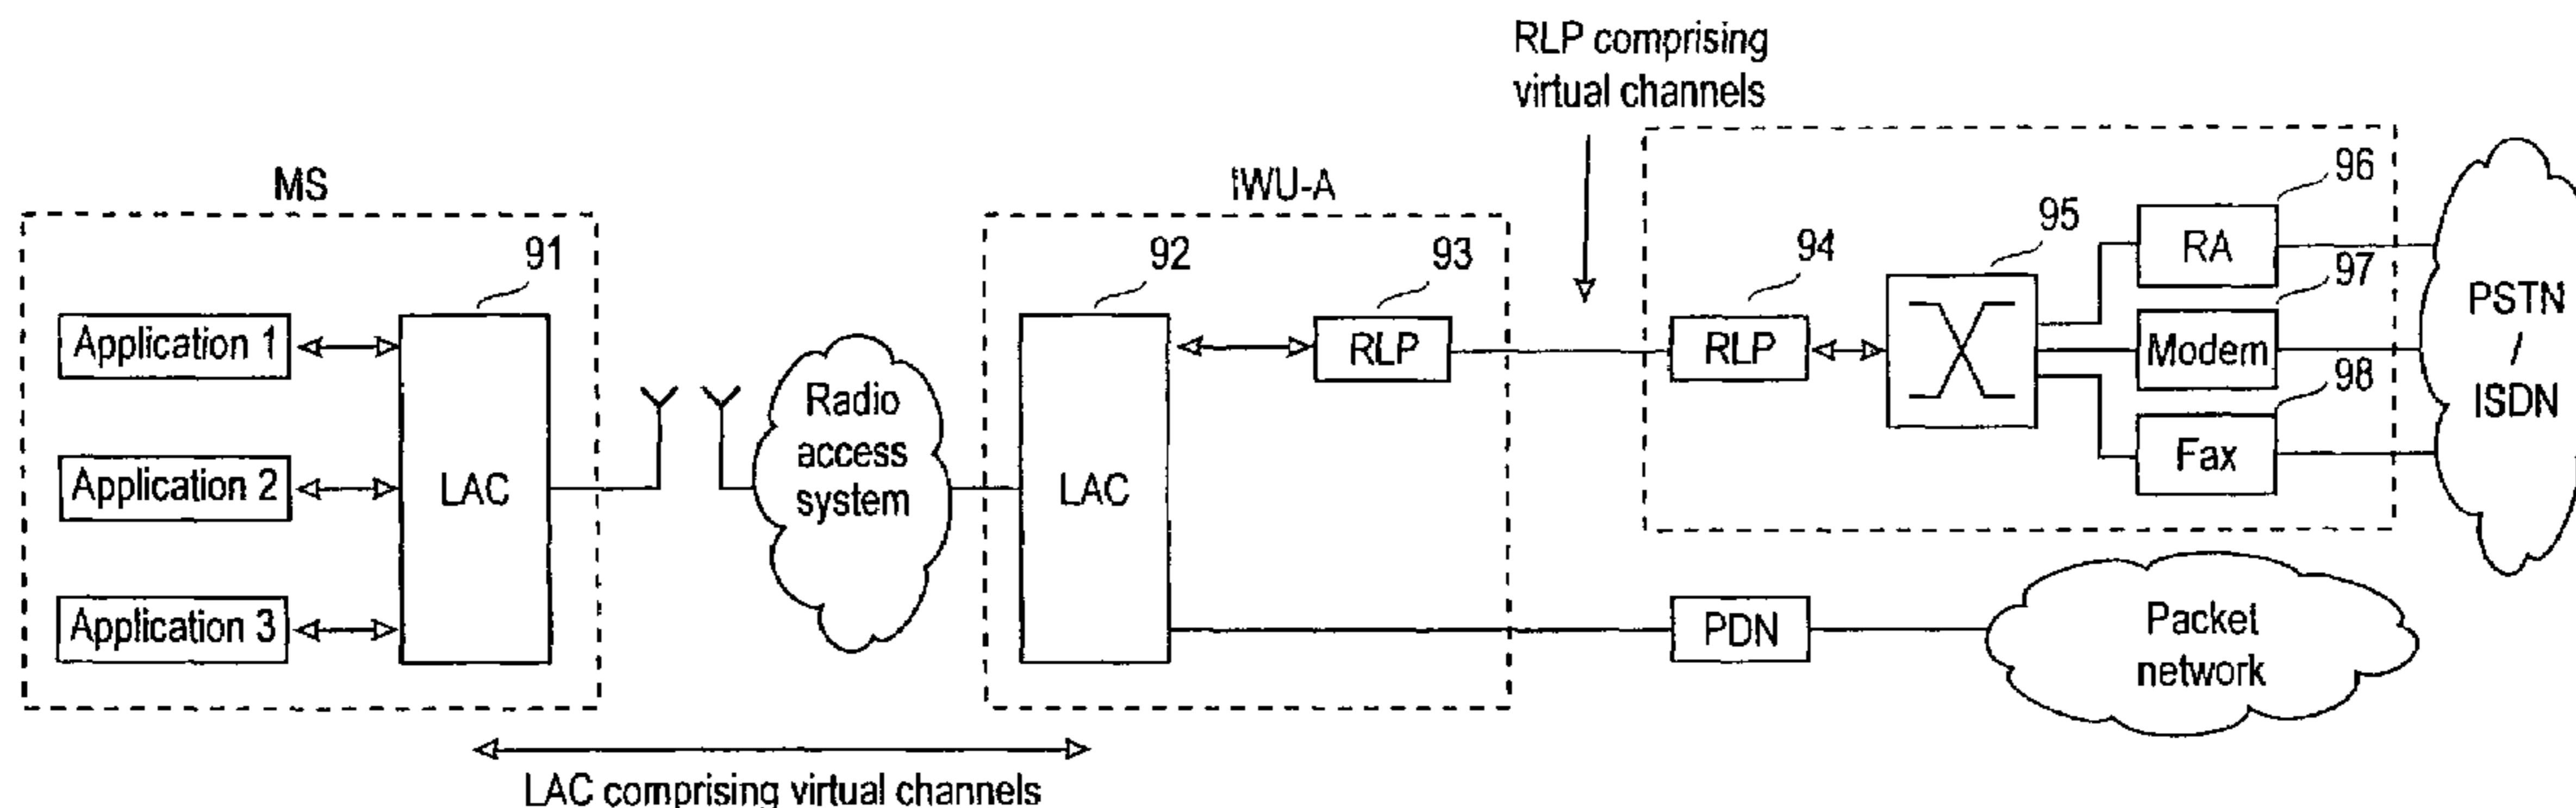 RLP comprising
virtual channels
MS
IWU-A
91
92
93
94
95
96
97
98
Application 1
Application 2
Application 3
LAC
Radio
access
system
LAC
RLP
RLP
RA
Modem
Fax
PSTN
/
ISDN
PDN
Packet
network
LAC comprising virtual channels